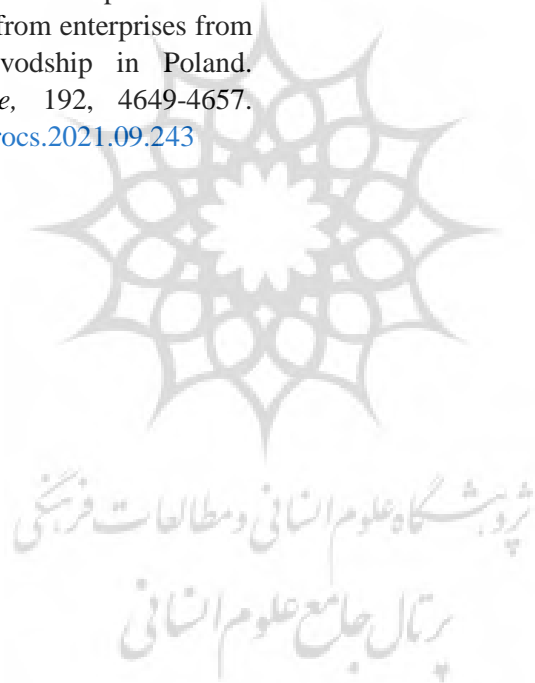 from enterprises from
vodship in Poland.
e, 192, 4649-4657.
rocs.2021.09.243
پژوهشگاه علوم انسانی و مطالعات فرهنگی
پرتال جامع علوم انسانی